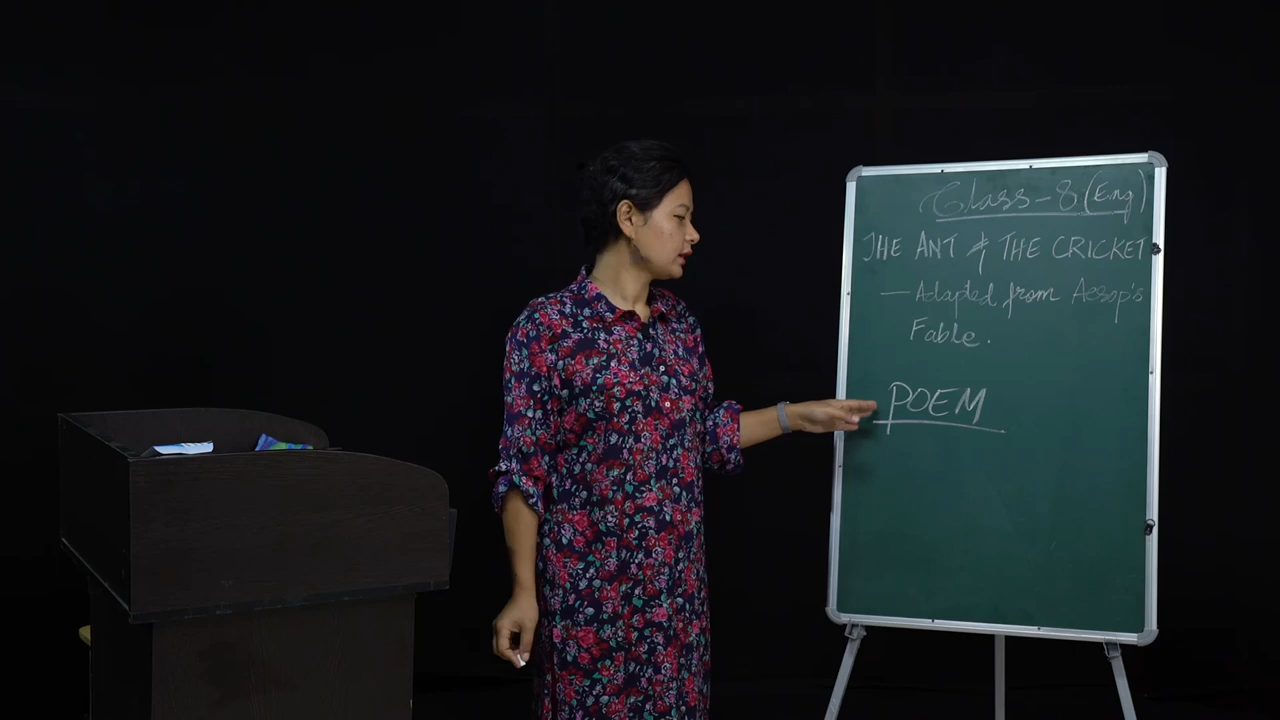 Class-8 (Eng)
THE ANT & THE CRICKET
— Adapted from Aesop's
Fable.
POEM